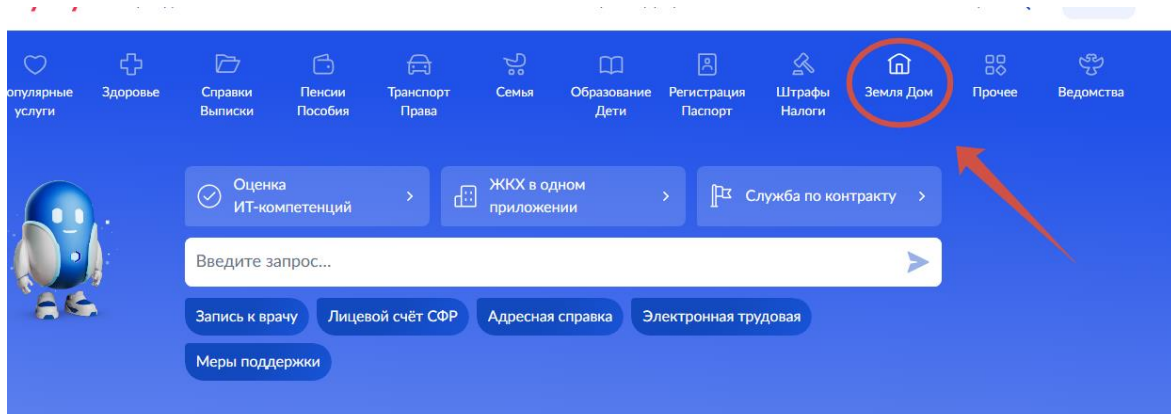 опулярные
услуги
Здоровье
Справки
Выписки
Пенсии
Пособия
Транспорт
Права
Семья
Образование
Дети
Регистрация
Паспорт
Штрафы
Налоги
Земля Дом
Прочее
Ведомства
Оценка
ИТ-компетенций
ЖКХ в одном
приложении
Служба по контракту
Введите запрос...
Запись к врачу
Лицевой счёт СФР
Адресная справка
Электронная трудовая
Меры поддержки